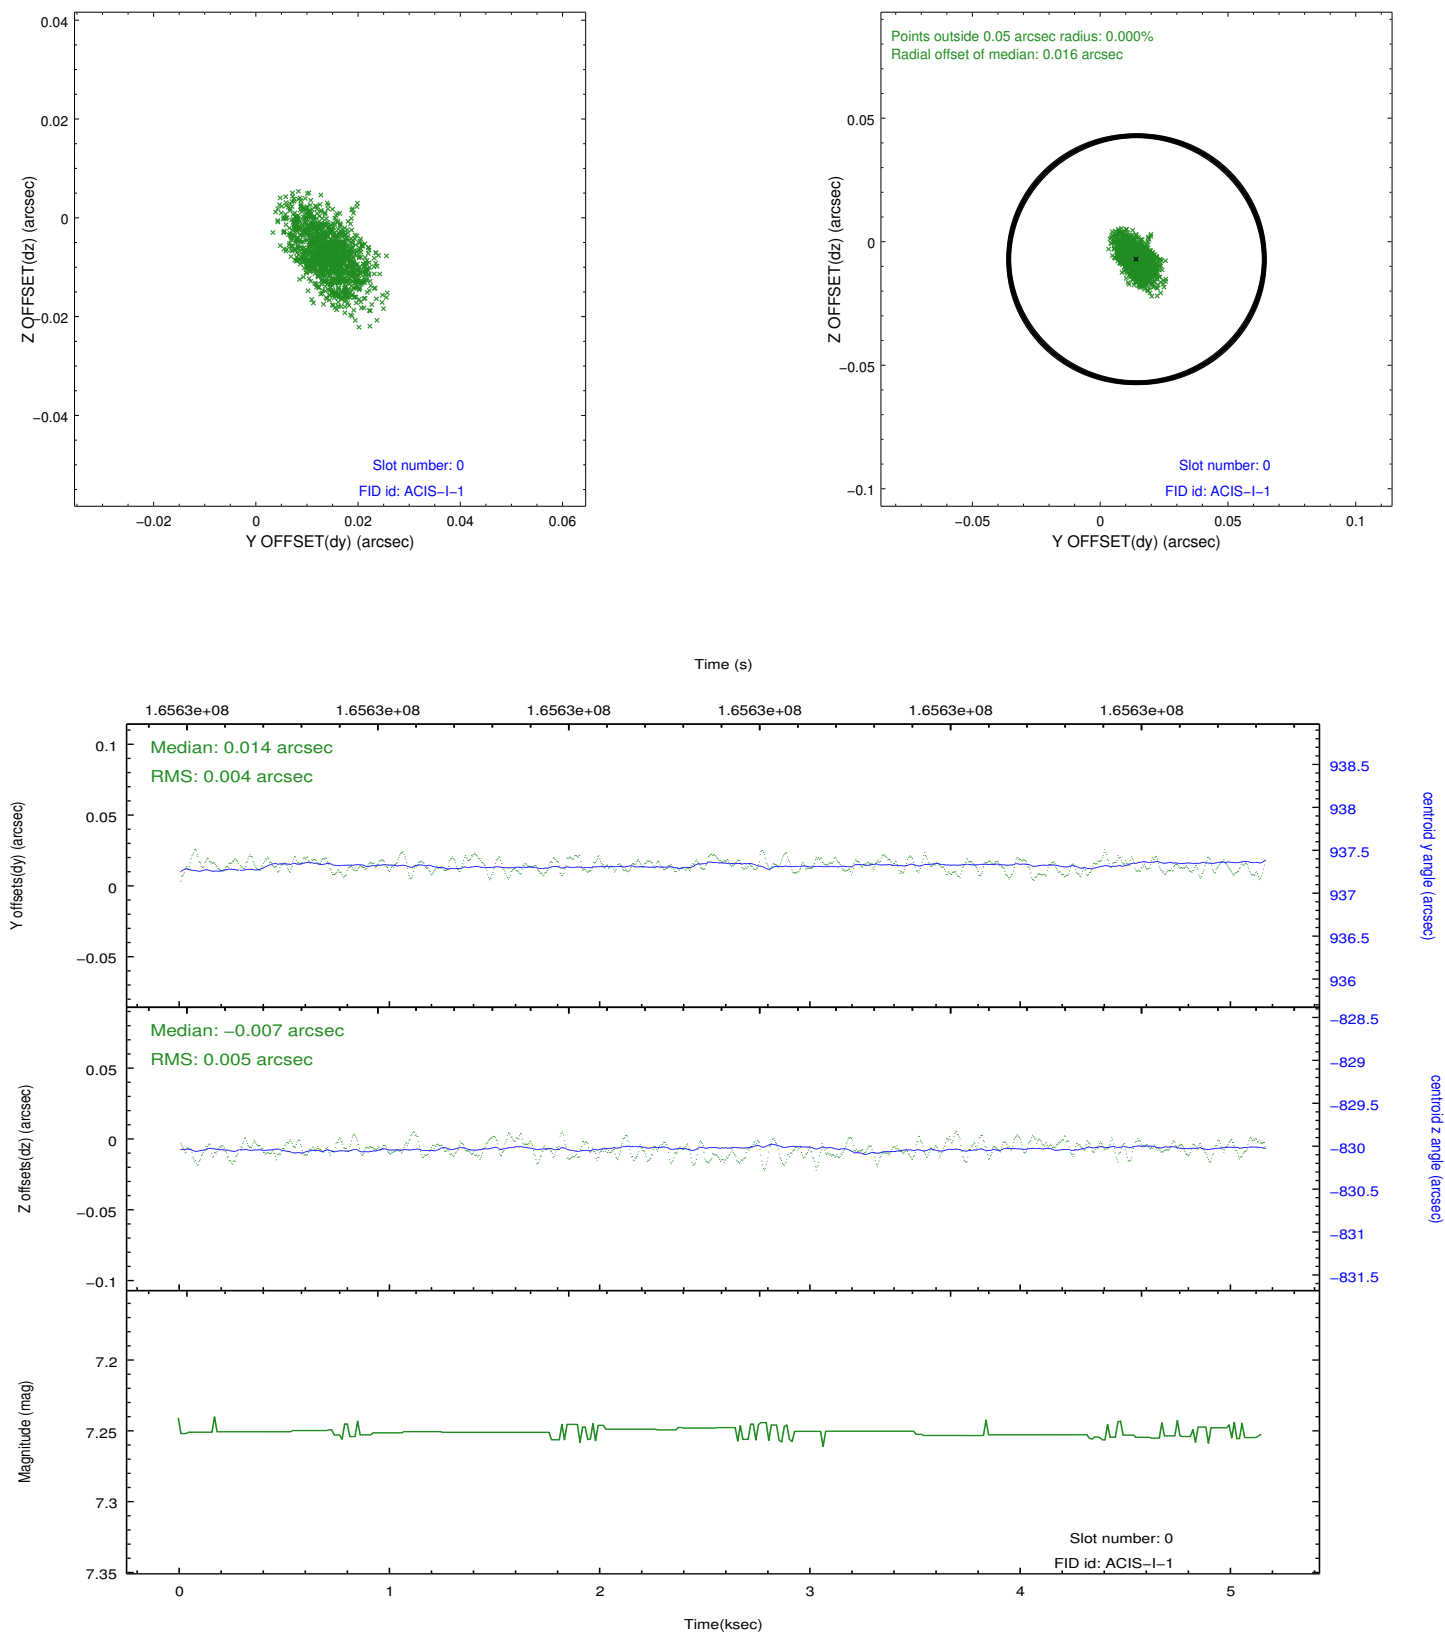 0.04
0.02
0
−0.02
−0.04
Z OFFSET(dz) (arcsec)
Slot number: 0
FID id: ACIS−I−1
−0.02
0
0.02
0.04
0.06
Y OFFSET(dy) (arcsec)
Points outside 0.05 arcsec radius: 0.000%
Radial offset of median: 0.016 arcsec
0.05
0
−0.05
−0.1
Z OFFSET(dz) (arcsec)
Slot number: 0
FID id: ACIS−I−1
−0.05
0
0.05
0.1
Y OFFSET(dy) (arcsec)
Time (s)
1.6563e+08
1.6563e+08
1.6563e+08
1.6563e+08
1.6563e+08
1.6563e+08
Median: 0.014 arcsec
RMS: 0.004 arcsec
0.1
0.05
0
−0.05
Y offsets(dy) (arcsec)
938.5
938
937.5
937
936.5
936
centroid y angle (arcsec)
Median: −0.007 arcsec
RMS: 0.005 arcsec
0.05
0
−0.05
−0.1
Z offsets(dz) (arcsec)
−828.5
−829
−829.5
−830
−830.5
−831
−831.5
centroid z angle (arcsec)
7.2
7.25
7.3
7.35
Magnitude (mag)
Slot number: 0
FID id: ACIS−I−1
0
1
2
3
4
5
Time(ksec)